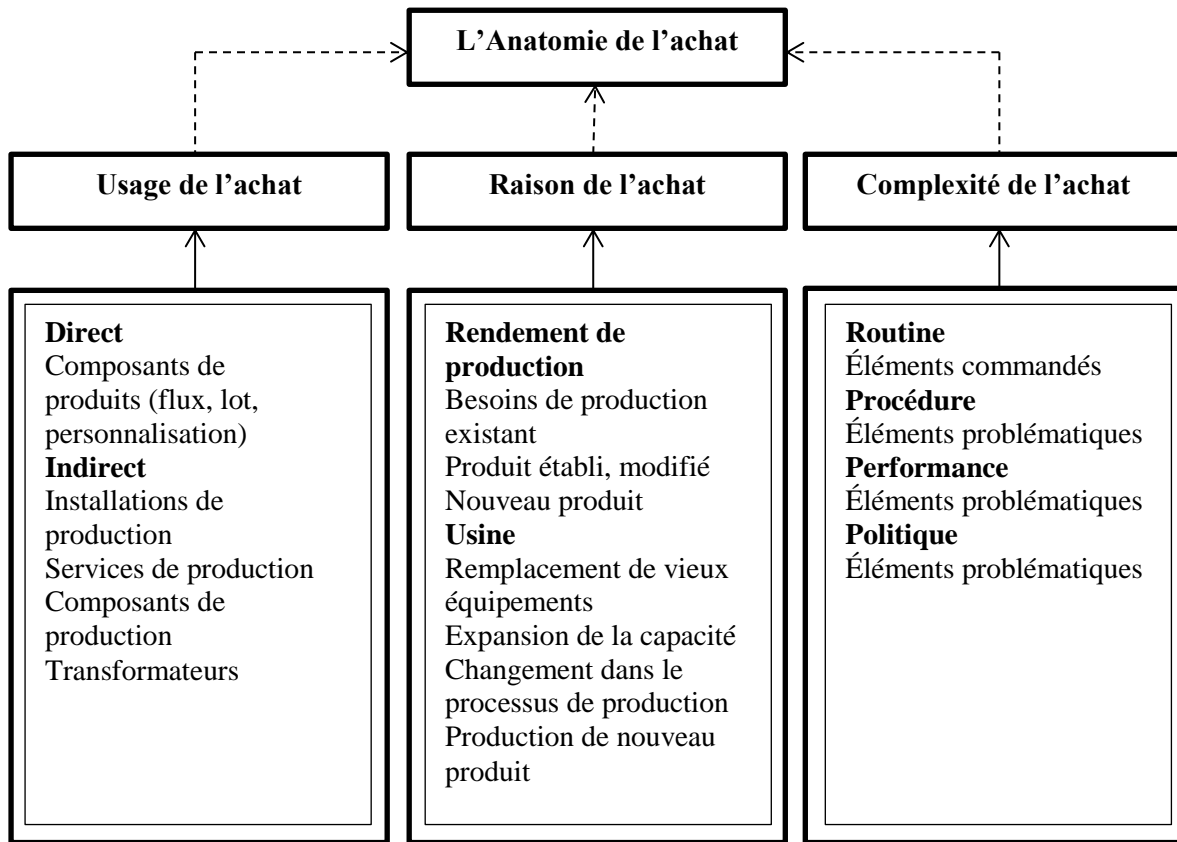 L’Anatomie de l’achat
Usage de l’achat
Raison de l’achat
Complexité de l’achat
Direct
Composants de
produits (flux, lot,
personnalisation)
Indirect
Installations de
production
Services de production
Composants de
production
Transformateurs
Rendement de
production
Besoins de production
existant
Produit établi, modifié
Nouveau produit
Usine
Remplacement de vieux
équipements
Expansion de la capacité
Changement dans le
processus de production
Production de nouveau
produit
Routine
Éléments commandés
Procédure
Éléments problématiques
Performance
Éléments problématiques
Politique
Éléments problématiques